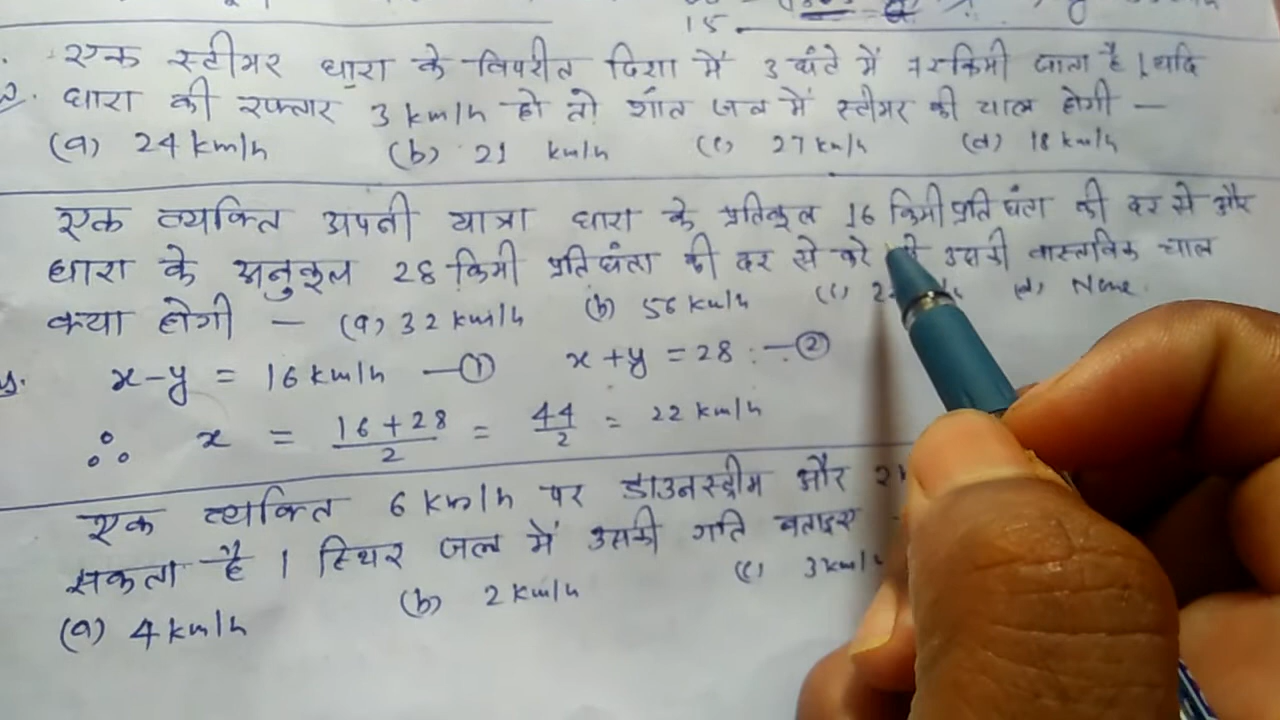 15.
एक स्टीमर धारा के विपरीत दिशा में 3 घंटे में 72 किमी जाता है । यदि
धारा की रफ्तार 3 km/h हो तो शांत जल में स्टीमर की चाल होगी —
(a) 24 km/h (b) 21 km/h (c) 27 km/h (d) 18 km/h
एक व्यक्ति अपनी यात्रा धारा के प्रतिकूल 16 किमी प्रति घंटा की दर से और
धारा के अनुकूल 28 किमी प्रति घंटा की दर से करे उसकी वास्तविक चाल
क्या होगी — (a) 32 km/h (b) 56 km/h (c) (d) None.
x - y = 16 km/h —① x + y = 28 —②
∴ x = (16 + 28)/2 = 44/2 = 22 km/h
एक व्यक्ति 6 km/h पर डाउनस्ट्रीम और 2
सकता है । स्थिर जल में उसकी गति बताइए
(a) 4 km/h (b) 2 km/h (c) 3 km/h